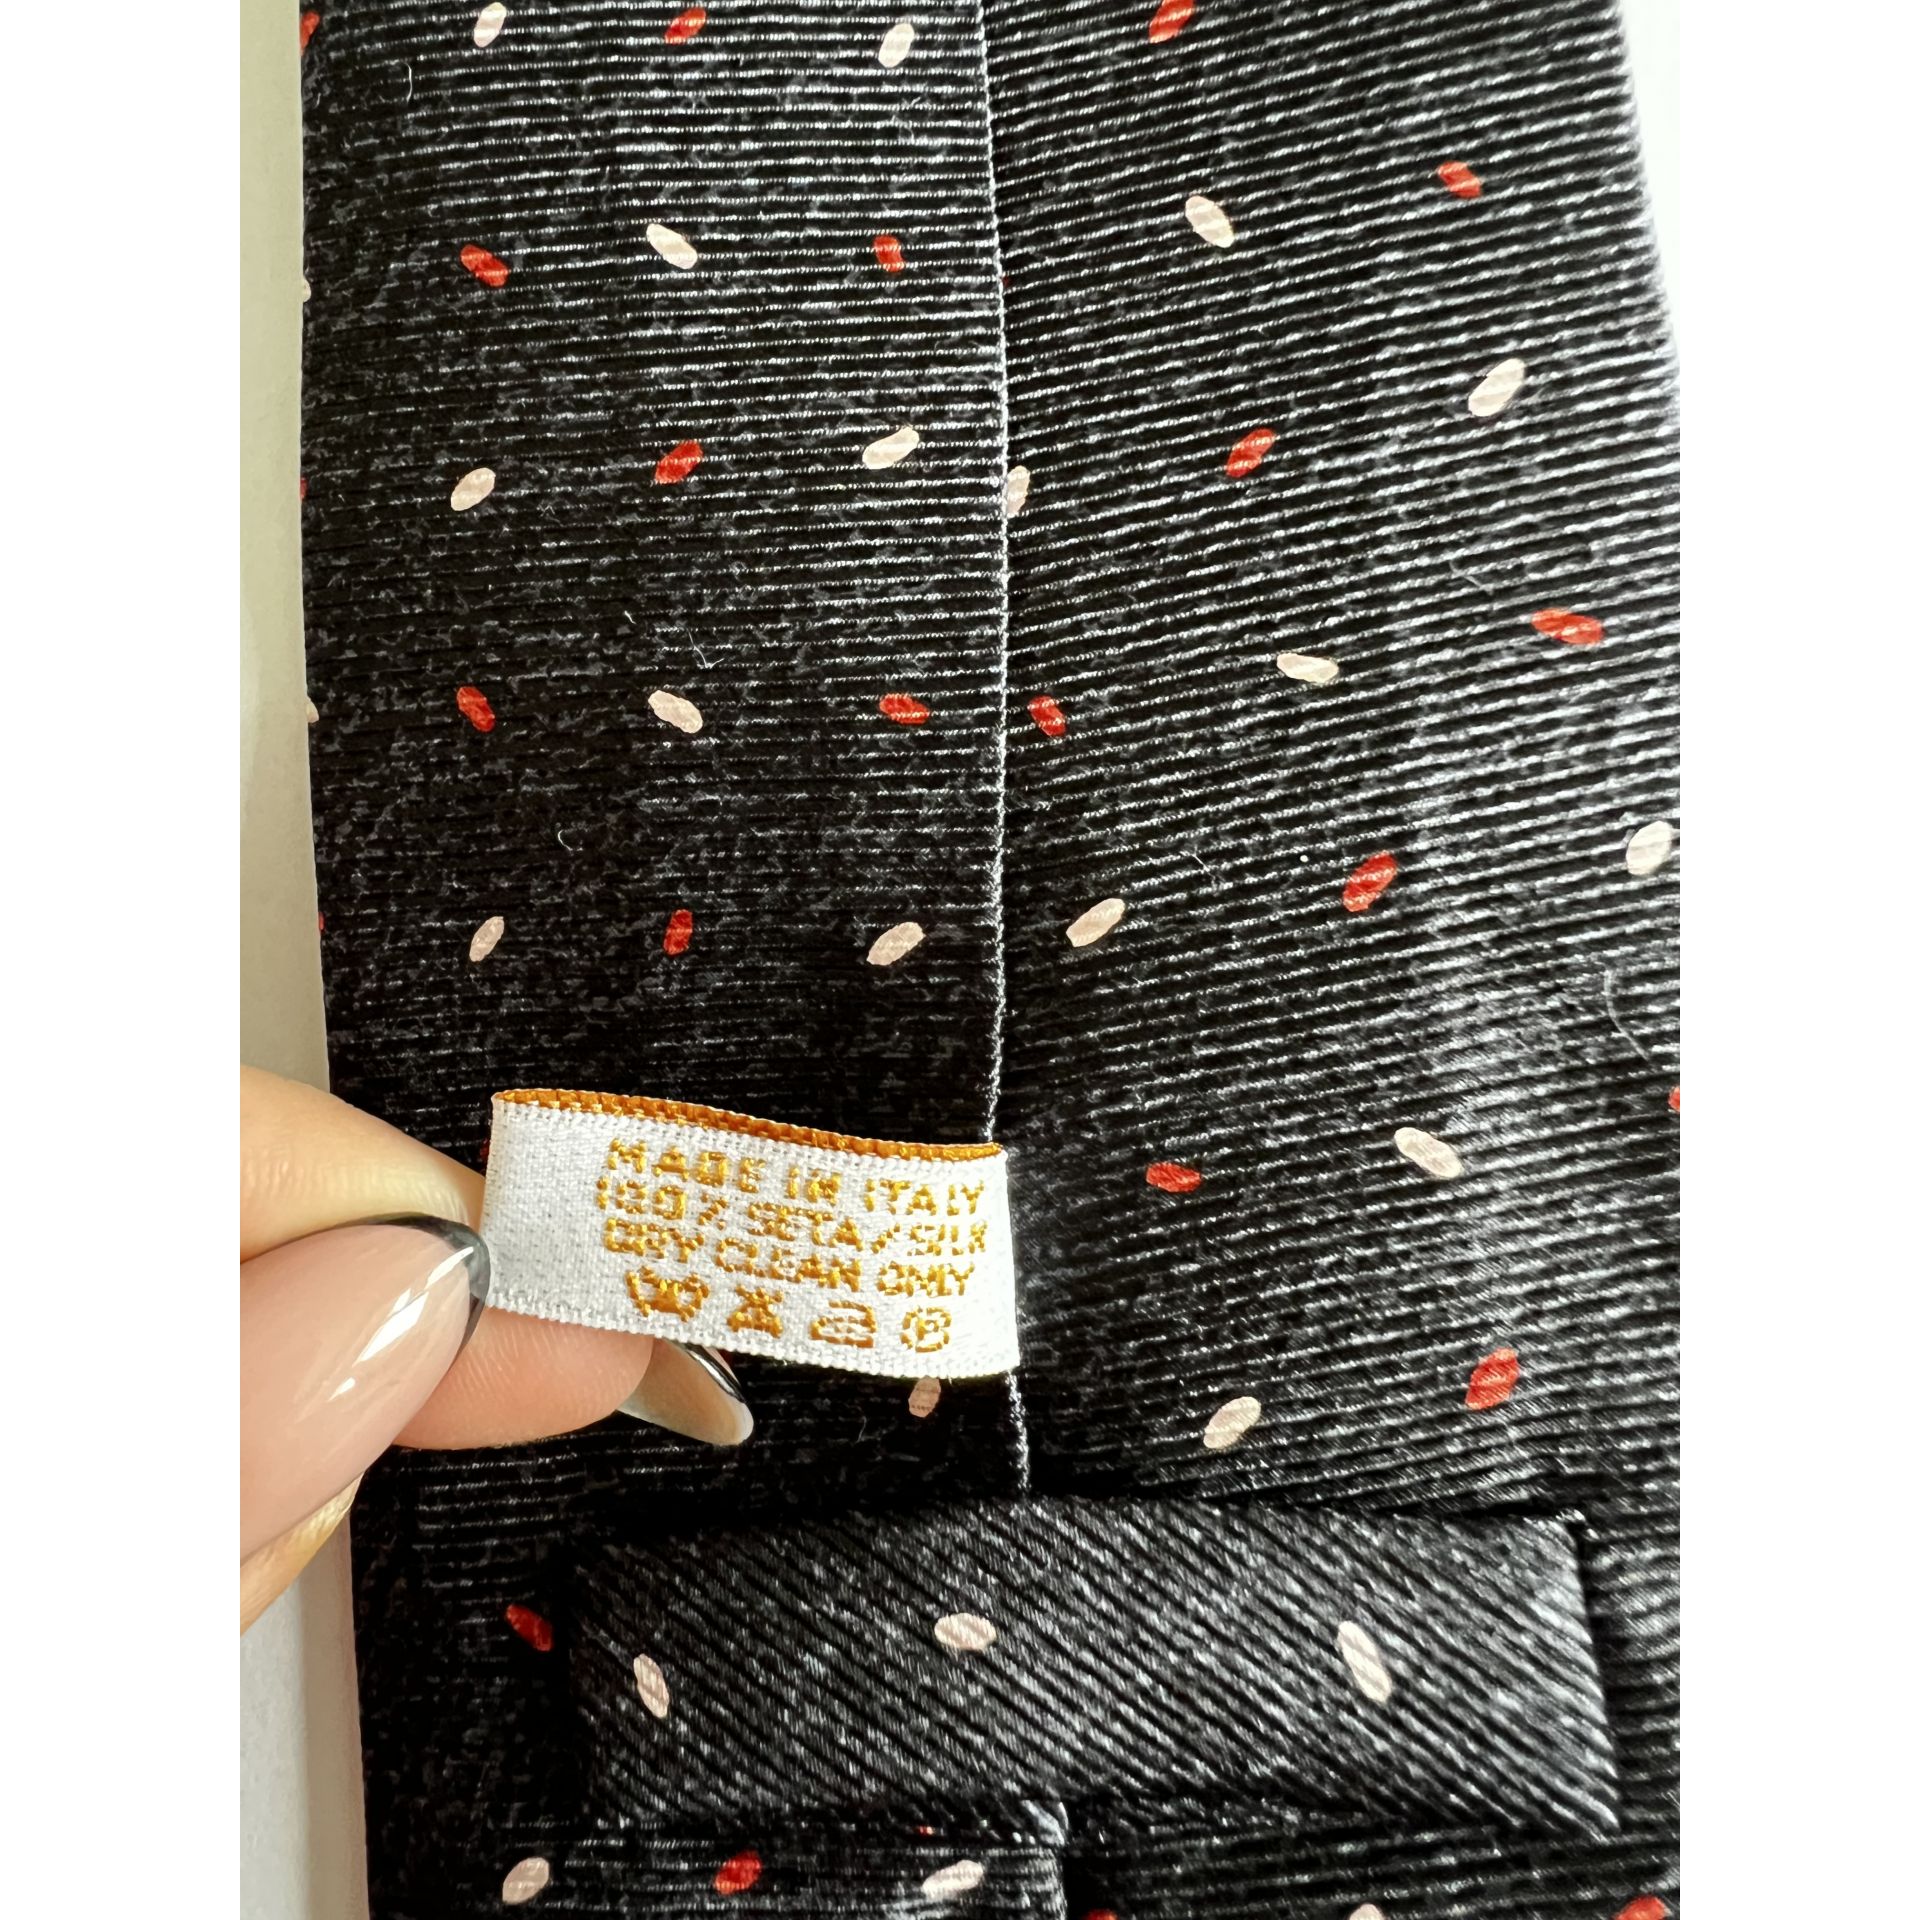 MADE IN ITALY
100% SETA/SILK
DRY CLEAN ONLY
P